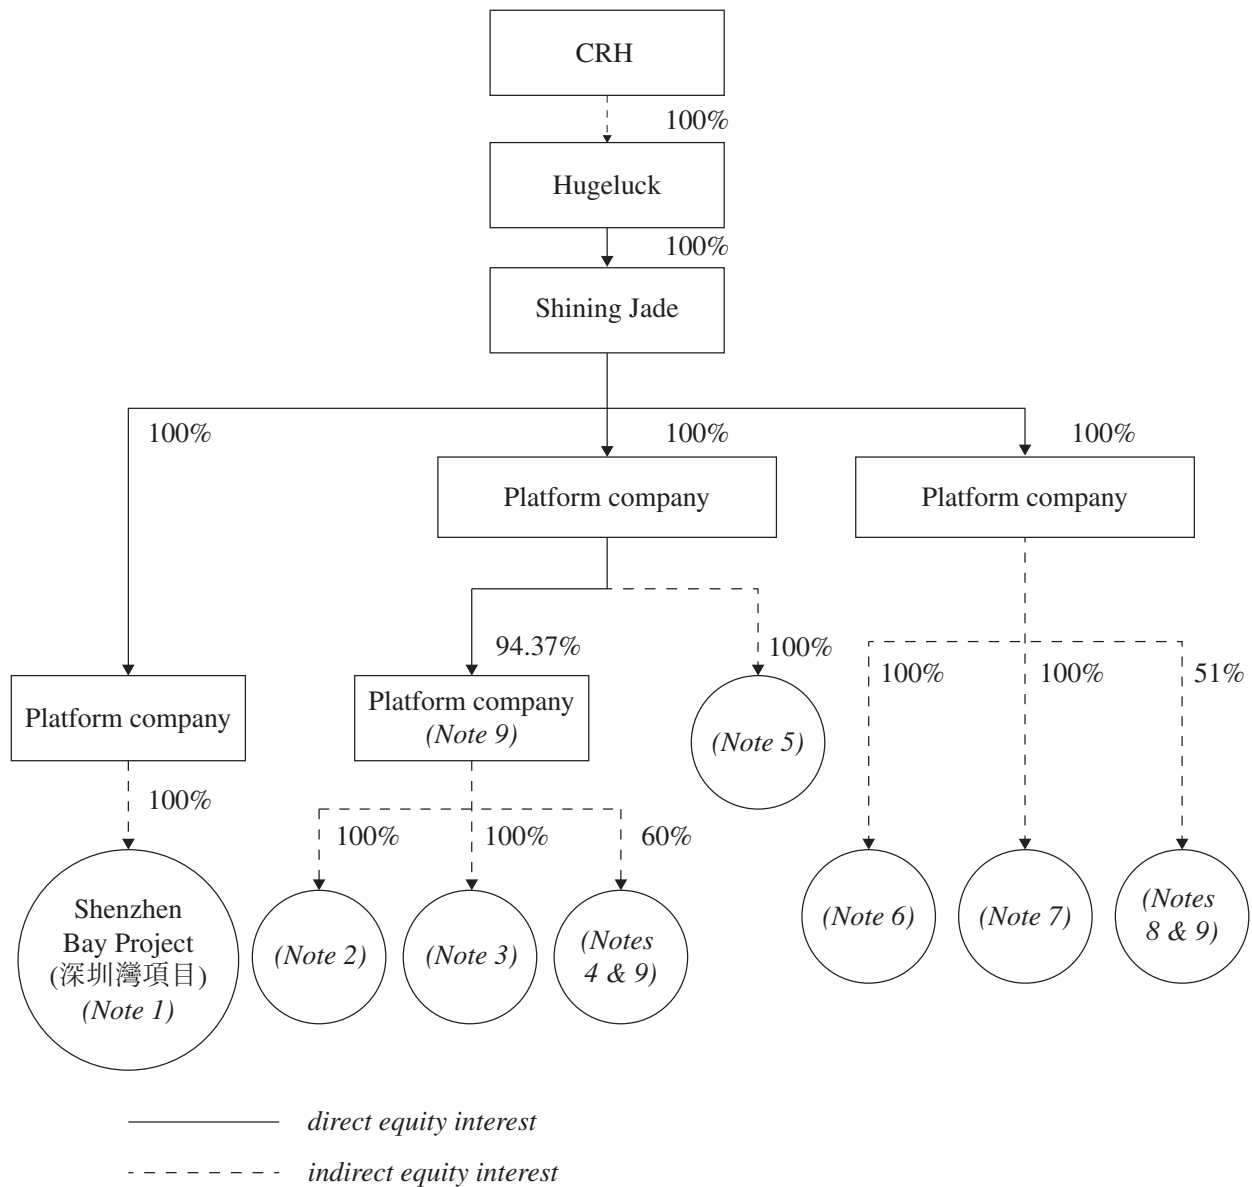 CRH
100%
Hugeluck
100%
Shining Jade
100%
100%
100%
Platform company
Platform company
94.37%
100%
100%
100%
51%
Platform company
Platform company
(Note 9)
(Note 5)
100%
100%
100%
60%
Shenzhen
Bay Project
(深圳灣項目)
(Note 1)
(Note 2)
(Note 3)
(Notes
4 & 9)
(Note 6)
(Note 7)
(Notes
8 & 9)
direct equity interest
indirect equity interest